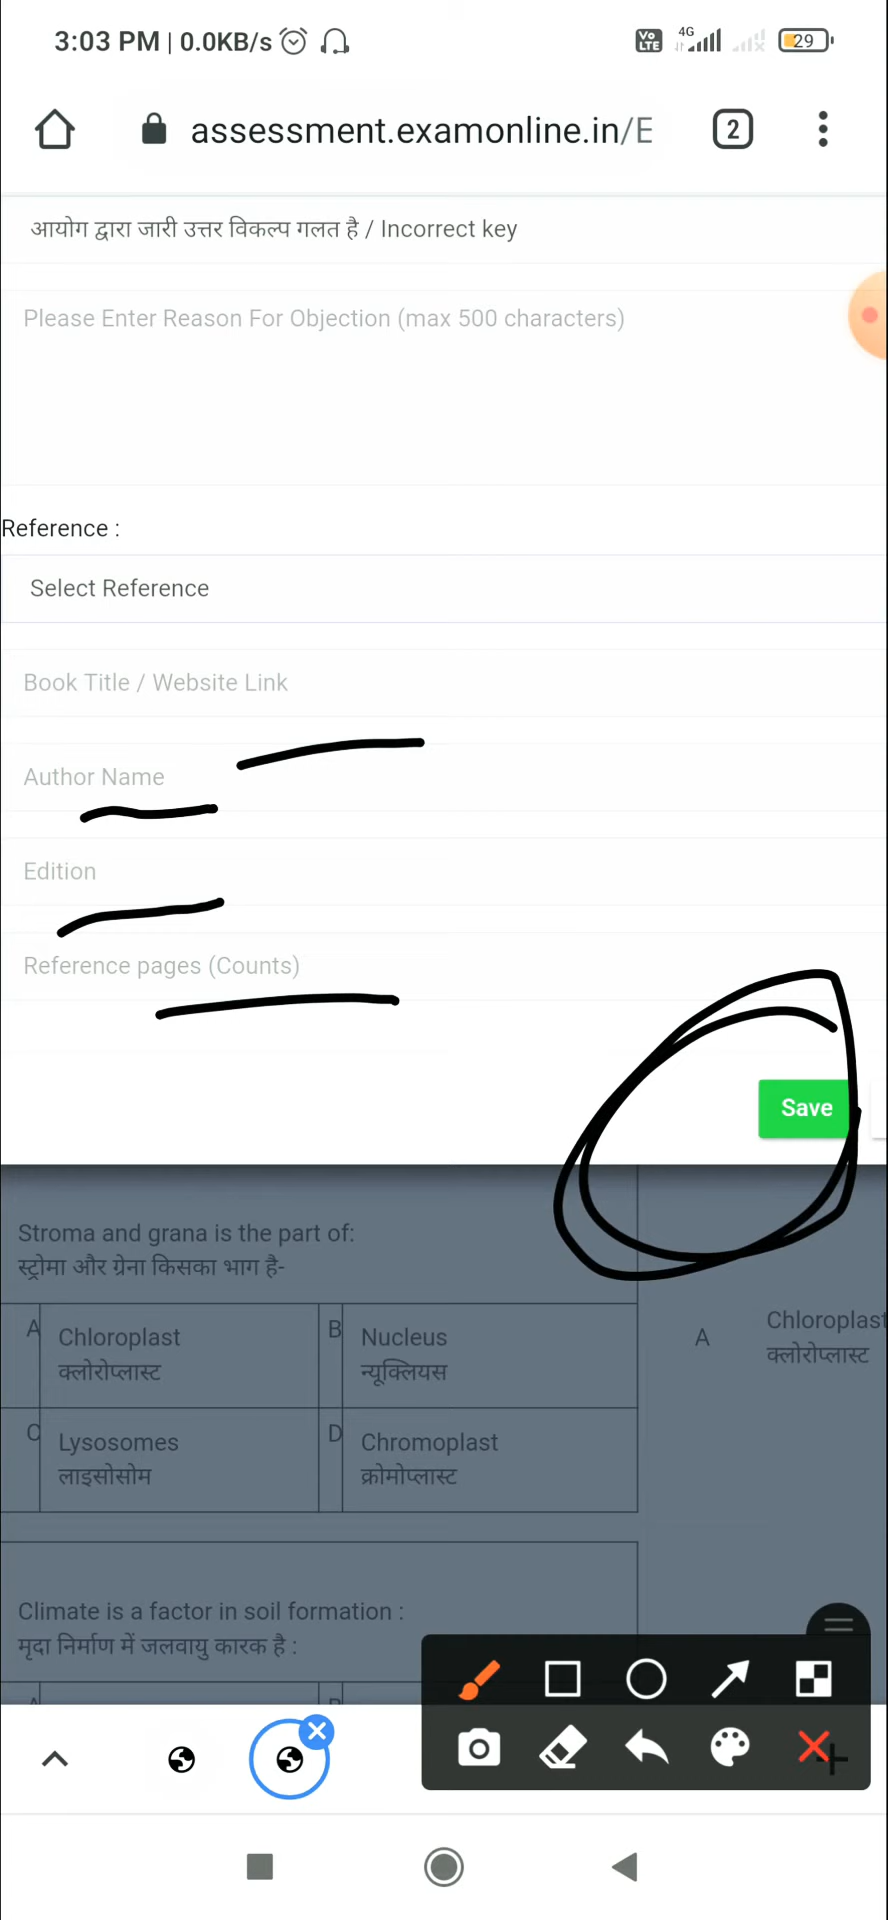 3:03 PM | 0.0KB/s
Vo LTE 4G 29
assessment.examonline.in/E
2
आयोग द्वारा जारी उत्तर विकल्प गलत है / Incorrect key
Please Enter Reason For Objection (max 500 characters)
Reference :
Select Reference
Book Title / Website Link
Author Name
Edition
Reference pages (Counts)
Save
Stroma and grana is the part of:
स्ट्रोमा और ग्रेना किसका भाग है-
A Chloroplast
क्लोरोप्लास्ट
B Nucleus
न्यूक्लियस
C Lysosomes
लाइसोसोम
D Chromoplast
क्रोमोप्लास्ट
A Chloroplast
क्लोरोप्लास्ट
Climate is a factor in soil formation :
मृदा निर्माण में जलवायु कारक है :